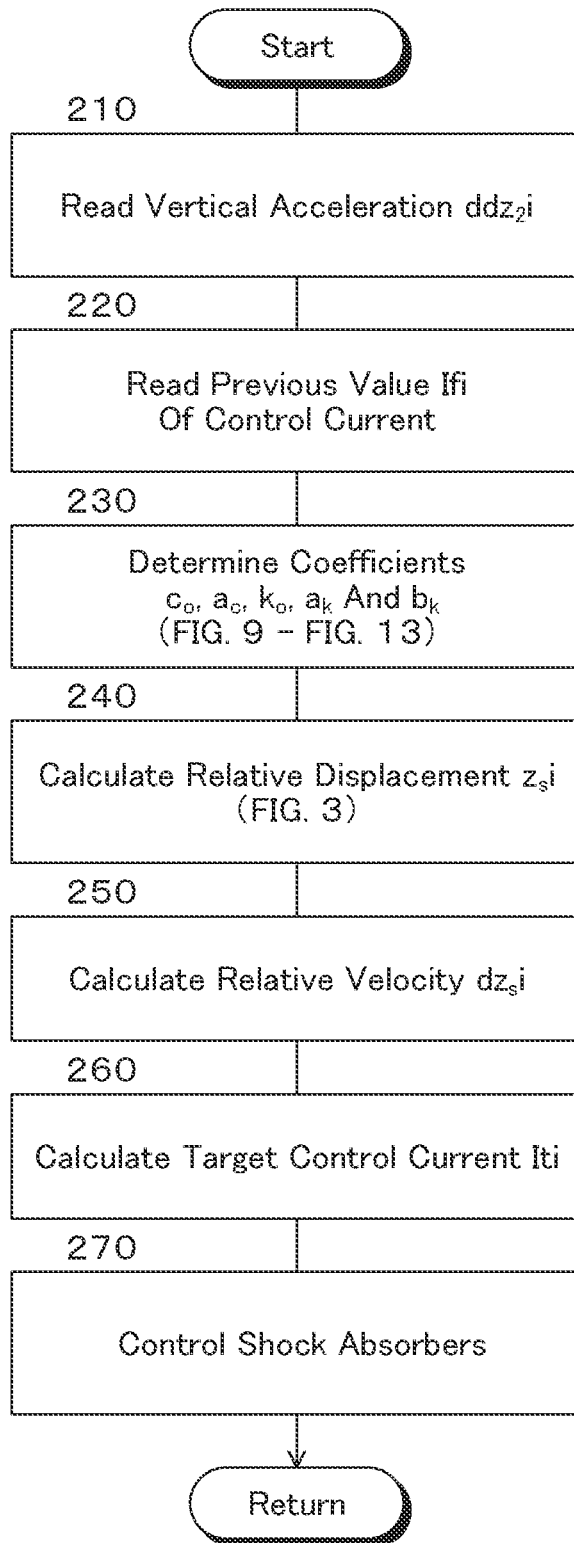 Start
210
Read Vertical Acceleration ddz₂i
220
Read Previous Value Ifi
Of Control Current
230
Determine Coefficients
cₒ, a꜀, kₒ, aₖ And bₖ
(FIG. 9 – FIG. 13)
240
Calculate Relative Displacement zₛi
(FIG. 3)
250
Calculate Relative Velocity dzₛi
260
Calculate Target Control Current Iti
270
Control Shock Absorbers
Return